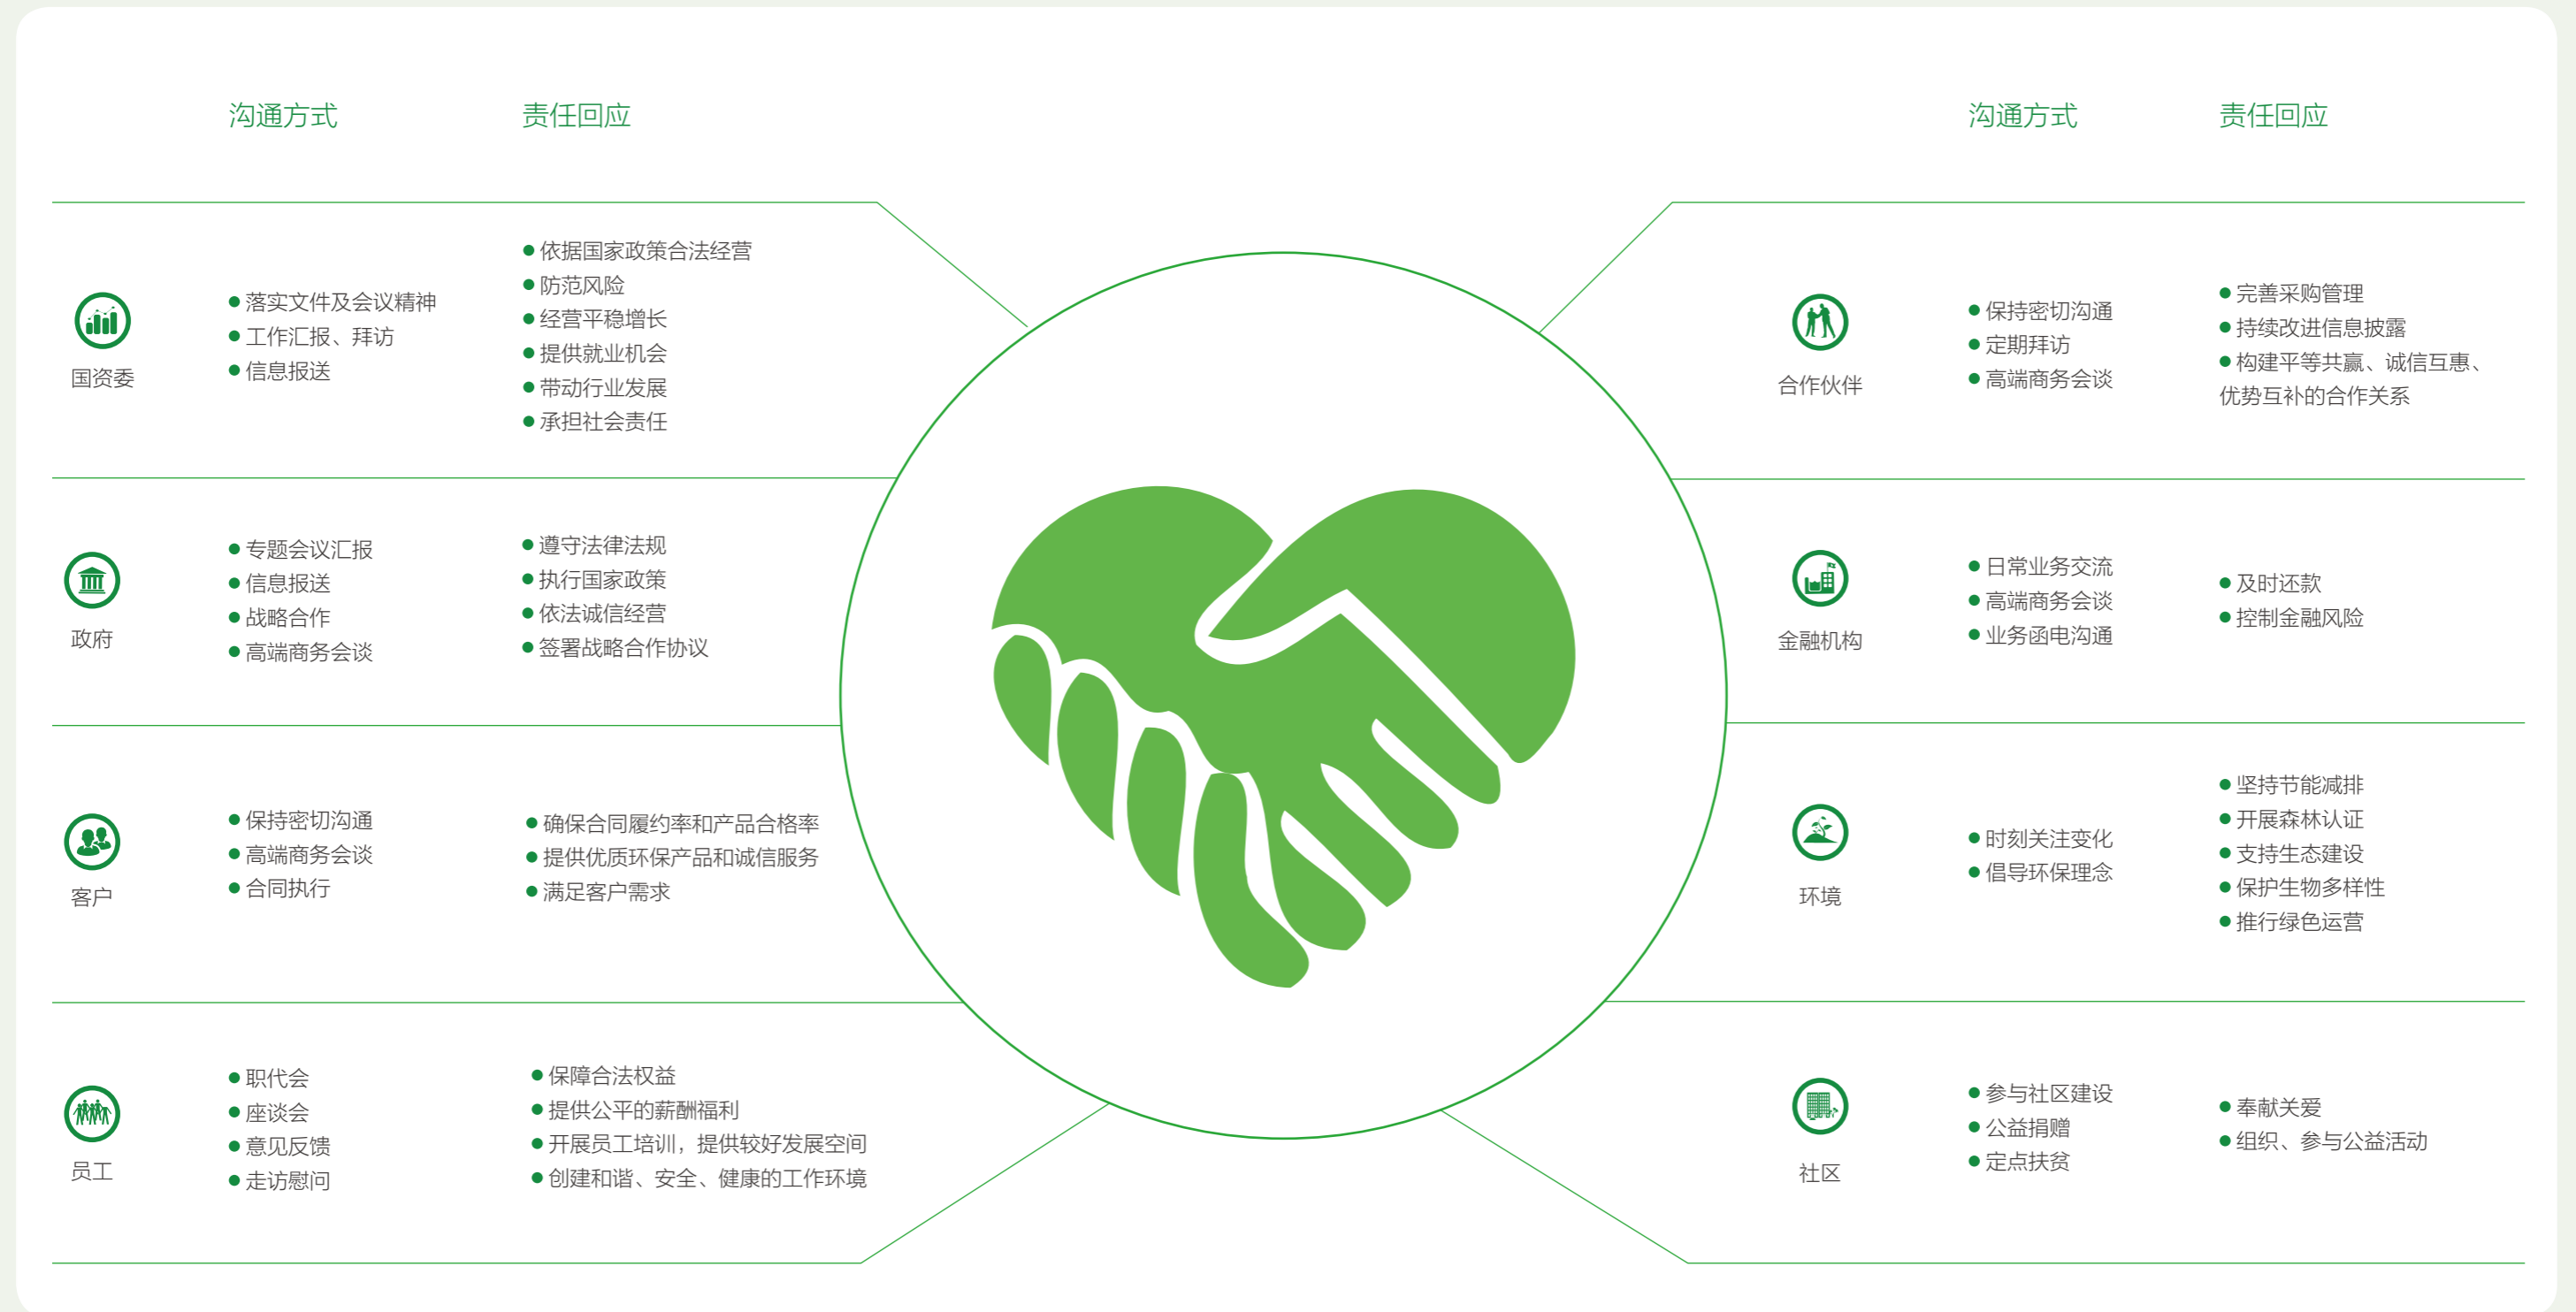 沟通方式
责任回应
国资委
●落实文件及会议精神
●工作汇报、拜访
●信息报送
●依据国家政策合法经营
●防范风险
●经营平稳增长
●提供就业机会
●带动行业发展
●承担社会责任
政府
●专题会议汇报
●信息报送
●战略合作
●高端商务会谈
●遵守法律法规
●执行国家政策
●依法诚信经营
●签署战略合作协议
客户
●保持密切沟通
●高端商务会谈
●合同执行
●确保合同履约率和产品合格率
●提供优质环保产品和诚信服务
●满足客户需求
员工
●职代会
●座谈会
●意见反馈
●走访慰问
●保障合法权益
●提供公平的薪酬福利
●开展员工培训，提供较好发展空间
●创建和谐、安全、健康的工作环境
沟通方式
责任回应
合作伙伴
●保持密切沟通
●定期拜访
●高端商务会谈
●完善采购管理
●持续改进信息披露
●构建平等共赢、诚信互惠、
优势互补的合作关系
金融机构
●日常业务交流
●高端商务会谈
●业务函电沟通
●及时还款
●控制金融风险
环境
●时刻关注变化
●倡导环保理念
●坚持节能减排
●开展森林认证
●支持生态建设
●保护生物多样性
●推行绿色运营
社区
●参与社区建设
●公益捐赠
●定点扶贫
●奉献关爱
●组织、参与公益活动